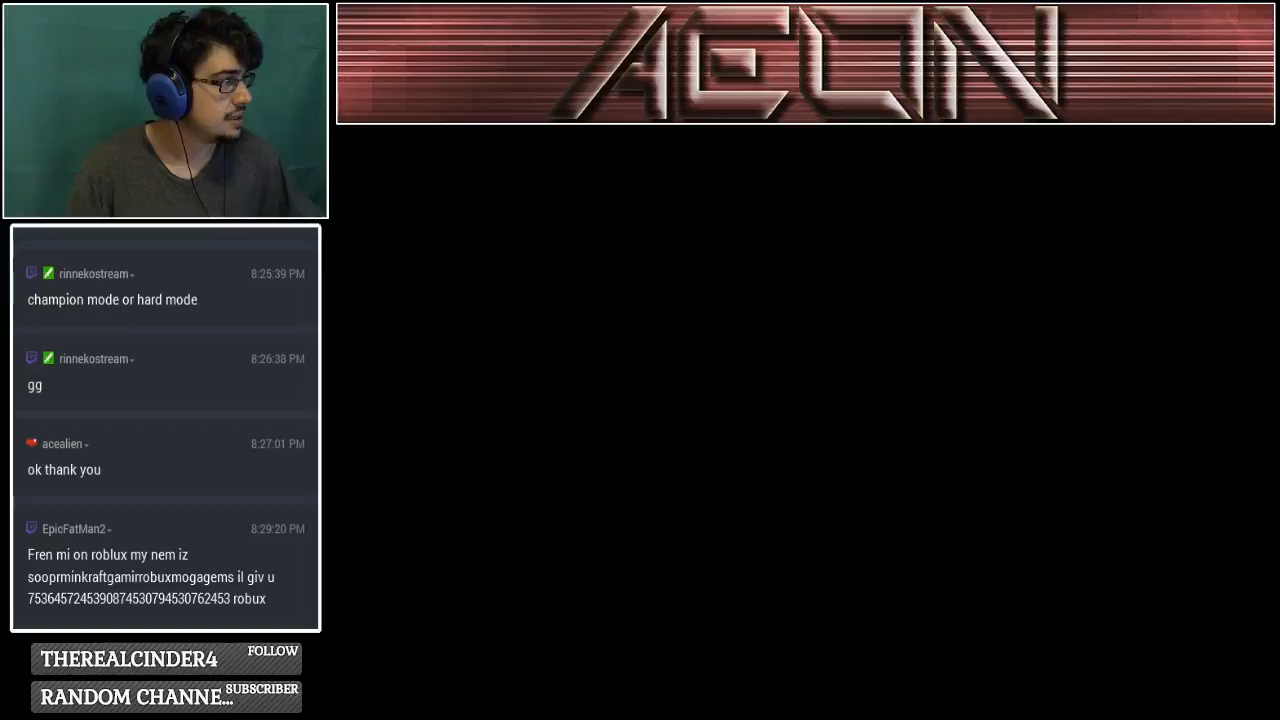 AEON
rinnekostream
8:25:39 PM
champion mode or hard mode
rinnekostream
8:26:38 PM
gg
acealien
8:27:01 PM
ok thank you
EpicFatMan2
8:29:20 PM
Fren mi on roblux my nem iz
sooprminkraftgamirrobuxmogagems il giv u
7536457245390874530794530762453 robux
THEREALCINDER4
FOLLOW
RANDOM CHANNE...
SUBSCRIBER